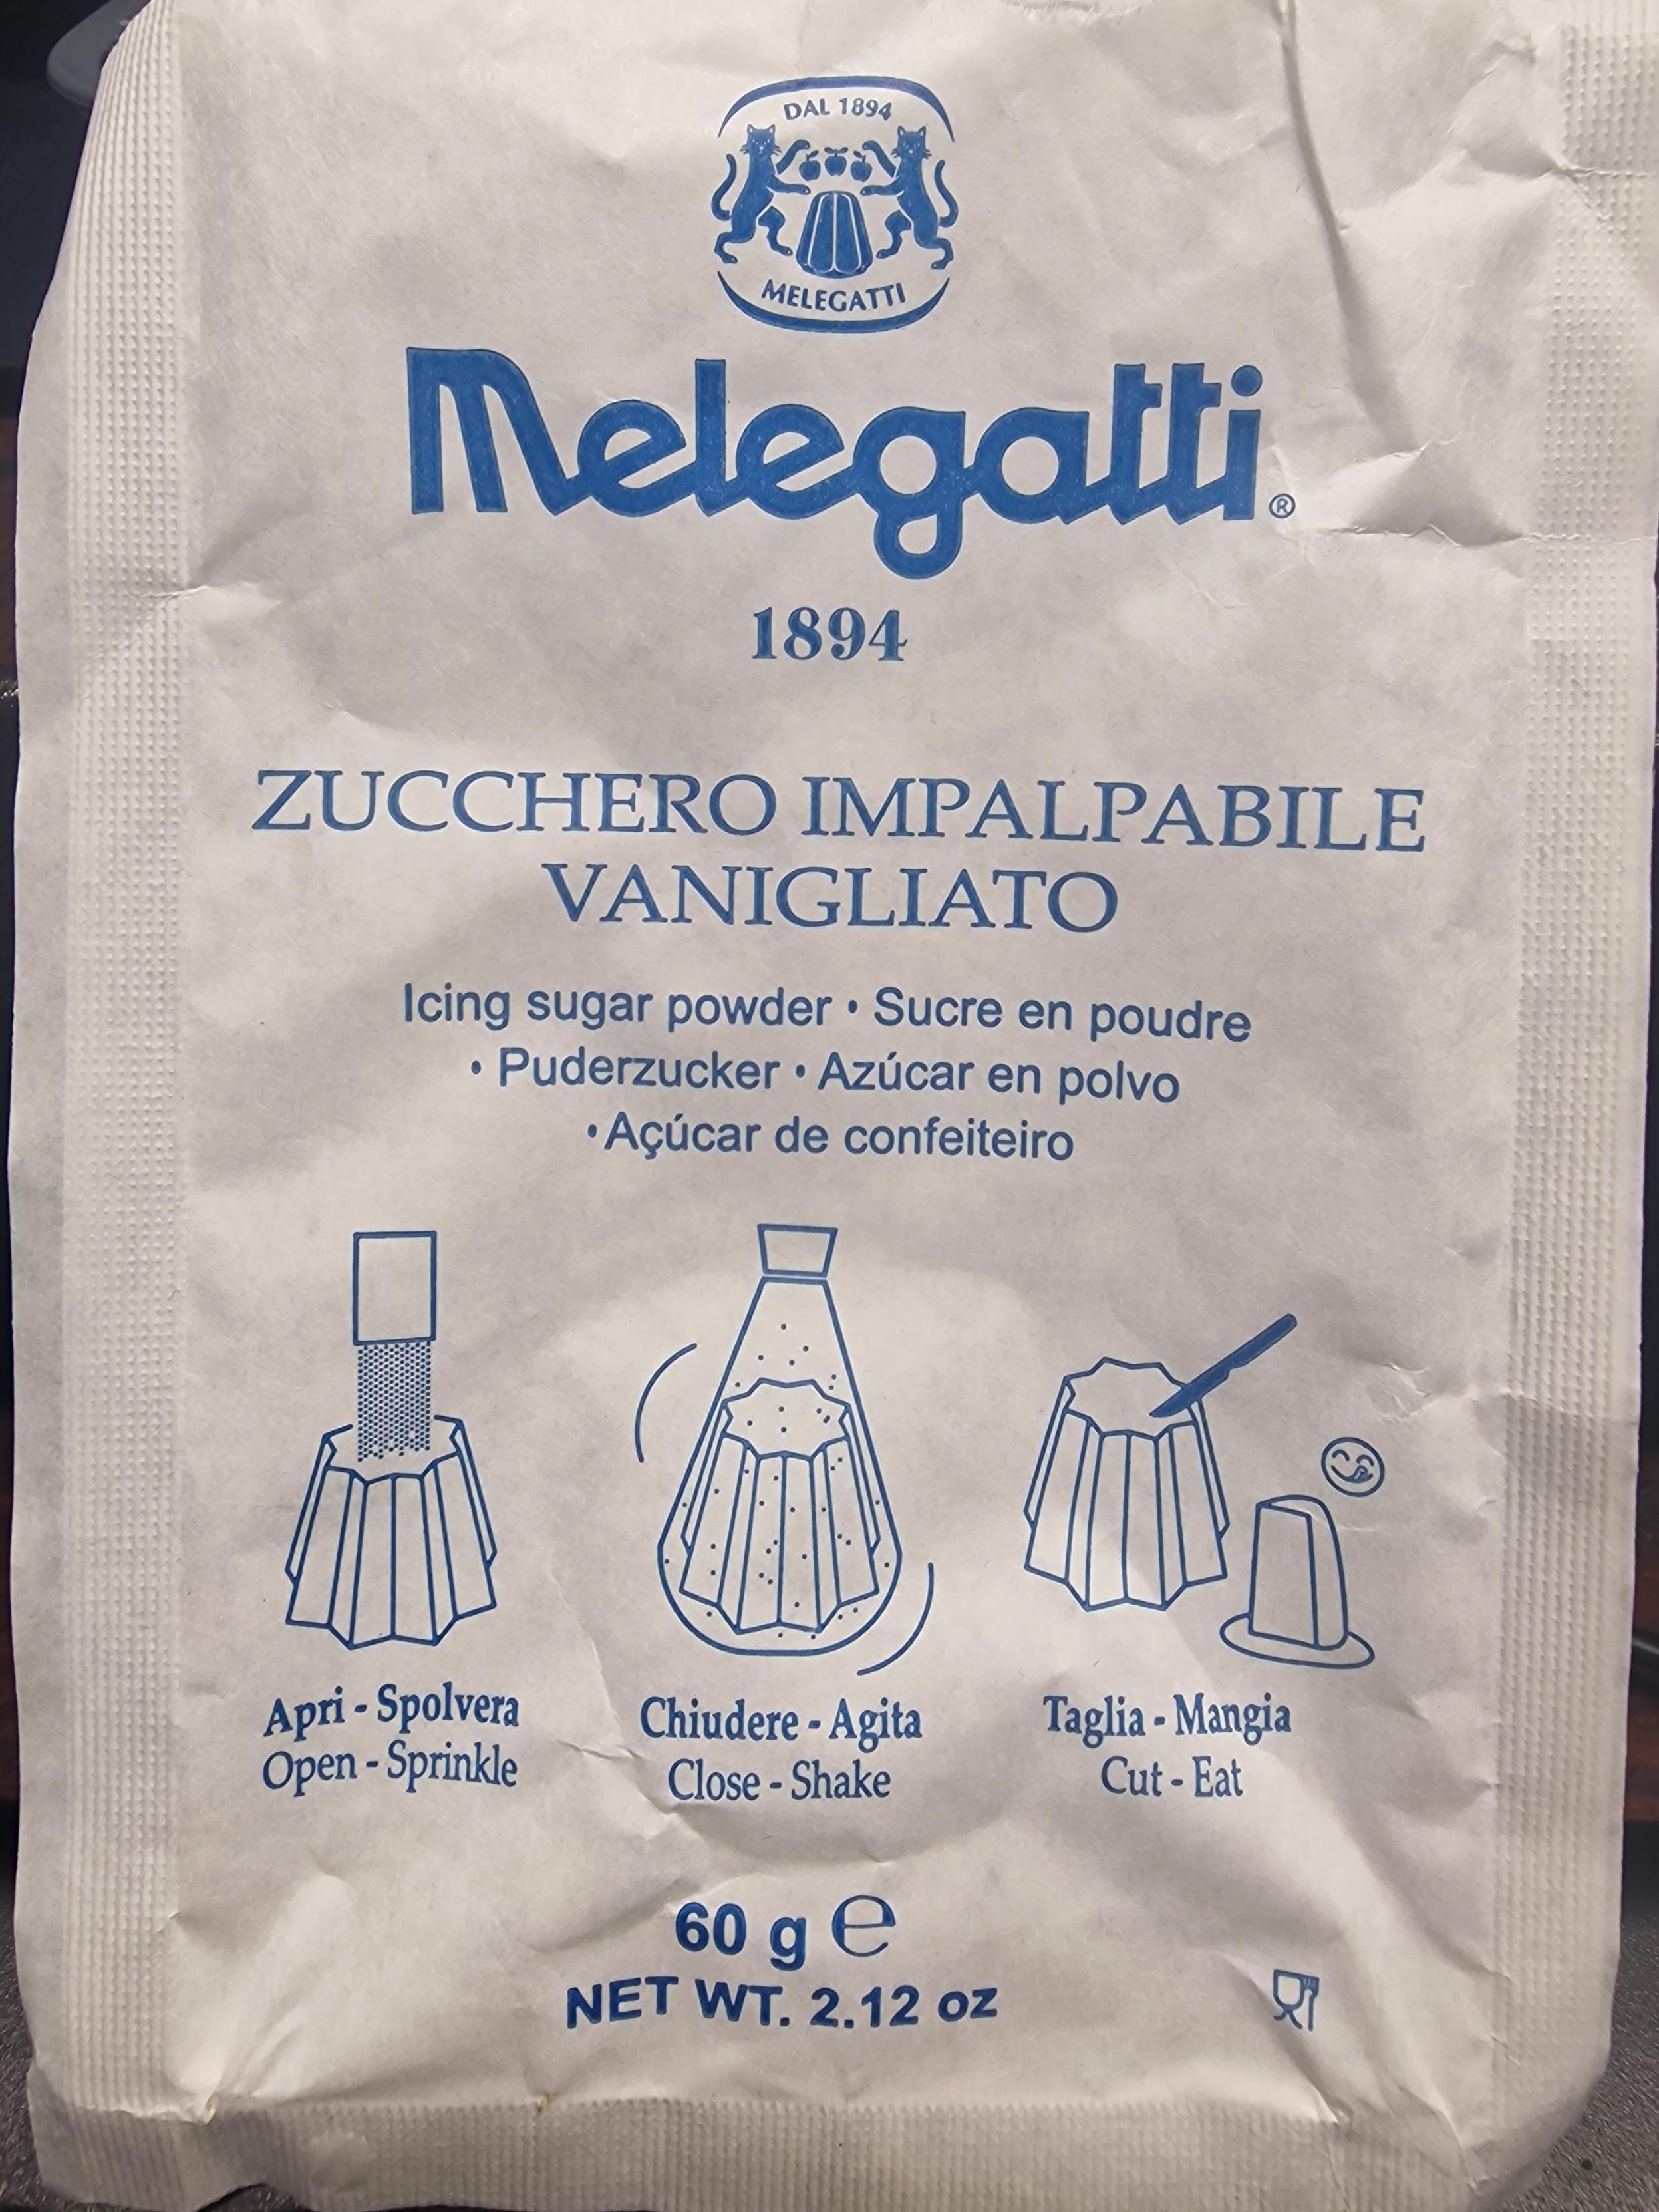 DAL 1894
MELEGATTI
Melegatti®
1894
ZUCCHERO IMPALPABILE
VANIGLIATO
Icing sugar powder • Sucre en poudre
• Puderzucker • Azúcar en polvo
•Açúcar de confeiteiro
Apri - Spolvera
Open - Sprinkle
Chiudere - Agita
Close - Shake
Taglia - Mangia
Cut - Eat
60 g ℮
NET WT. 2.12 oz